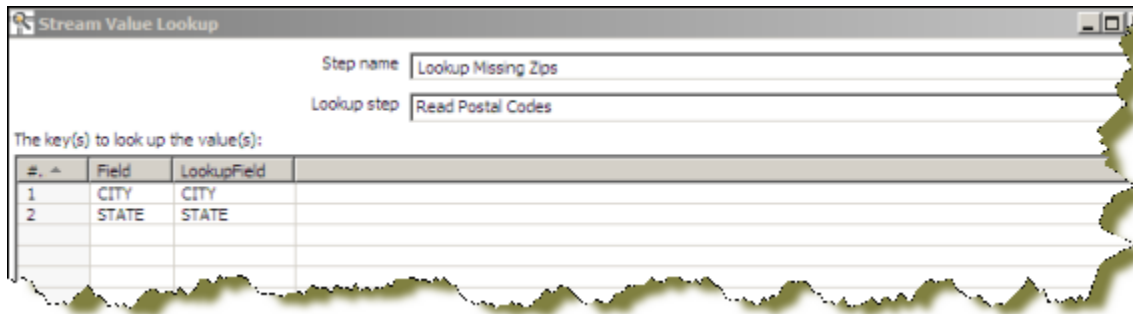 Stream Value Lookup
Step name Lookup Missing Zips
Lookup step Read Postal Codes
The key(s) to look up the value(s):
#. Field LookupField
1 CITY CITY
2 STATE STATE